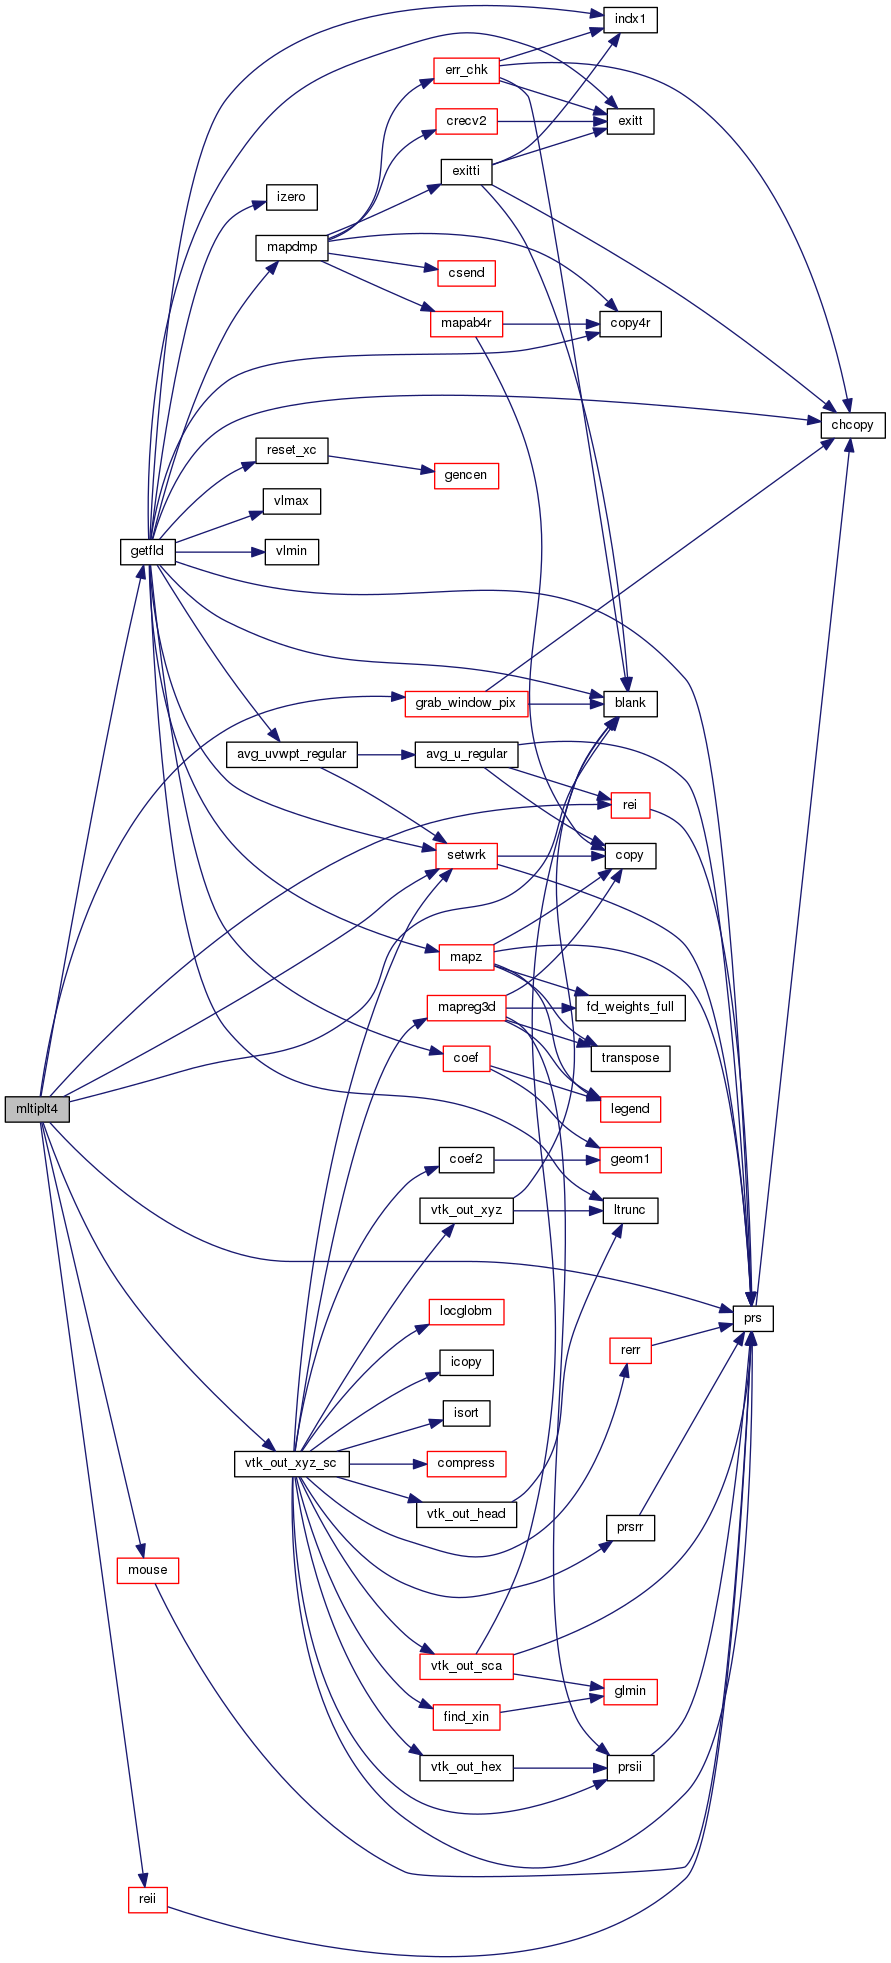 indx1
err_chk
crecv2
exitt
exitti
izero
mapdmp
csend
mapab4r
copy4r
chcopy
reset_xc
gencen
vlmax
getfld
vlmin
grab_window_pix
blank
avg_uvwpt_regular
avg_u_regular
rei
setwrk
copy
mapz
mapreg3d
fd_weights_full
coef
transpose
mltiplt4
legend
coef2
geom1
vtk_out_xyz
ltrunc
locglobm
prs
rerr
icopy
isort
vtk_out_xyz_sc
compress
vtk_out_head
prsrr
mouse
vtk_out_sca
glmin
find_xin
vtk_out_hex
prsii
reii